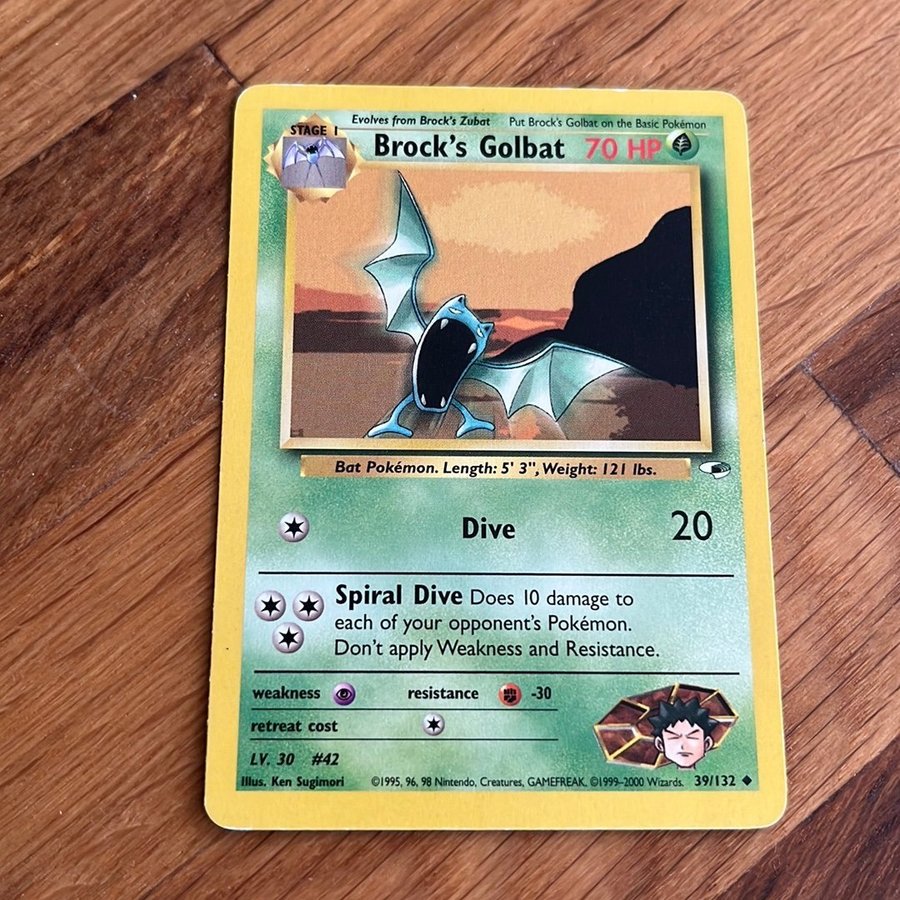 Evolves from Brock's Zubat Put Brock's Golbat on the Basic Pokémon
STAGE 1
Brock's Golbat 70 HP
Bat Pokémon. Length: 5' 3", Weight: 121 lbs.
Dive 20
Spiral Dive Does 10 damage to
each of your opponent's Pokémon.
Don't apply Weakness and Resistance.
weakness resistance -30
retreat cost
LV. 30 #42
Illus. Ken Sugimori ©1995, 96, 98 Nintendo, Creatures, GAMEFREAK. ©1999-2000 Wizards. 39/132